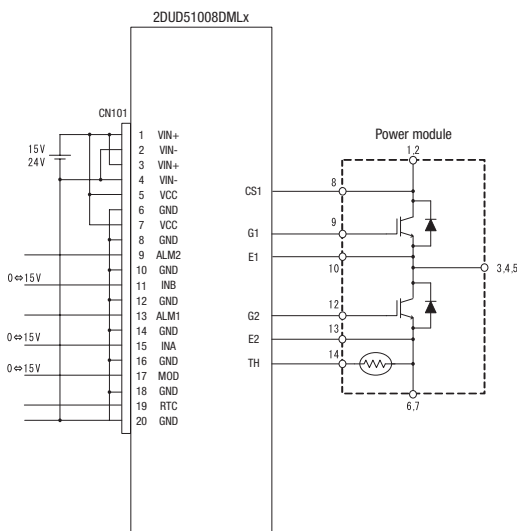 2DUD51008DMLx
CN101
Power module
15V
24V
1 VIN+
2 VIN-
3 VIN+
4 VIN-
5 VCC
6 GND
7 VCC
8 GND
9 ALM2
10 GND
11 INB
12 GND
13 ALM1
14 GND
15 INA
16 GND
17 MOD
18 GND
19 RTC
20 GND
0⇔15V
0⇔15V
0⇔15V
CS1
G1
E1
G2
E2
TH
1,2
8
9
10
3,4,5
12
13
14
6,7